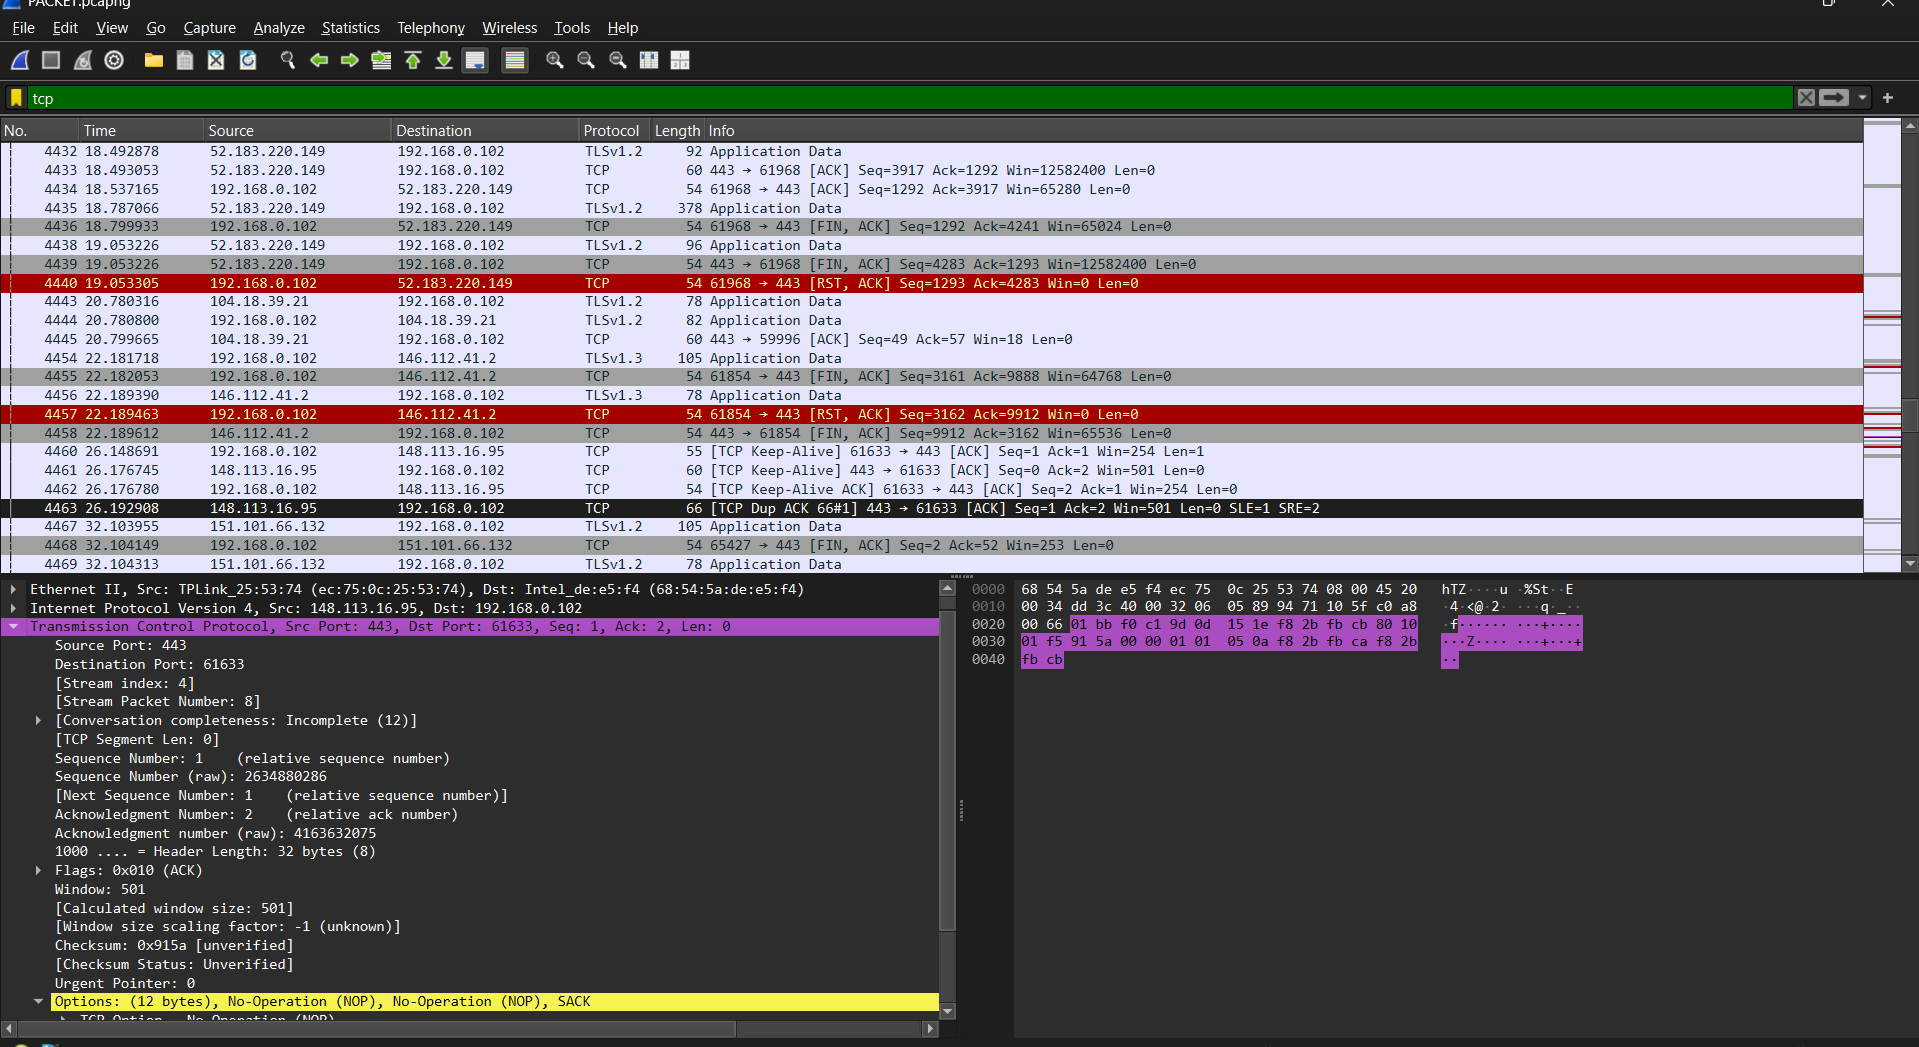 PACKET.pcapng
File Edit View Go Capture Analyze Statistics Telephony Wireless Tools Help
tcp
No. Time Source Destination Protocol Length Info
4432 18.492878 52.183.220.149 192.168.0.102 TLSv1.2 92 Application Data
4433 18.493053 52.183.220.149 192.168.0.102 TCP 60 443 → 61968 [ACK] Seq=3917 Ack=1292 Win=12582400 Len=0
4434 18.537165 192.168.0.102 52.183.220.149 TCP 54 61968 → 443 [ACK] Seq=1292 Ack=3917 Win=65280 Len=0
4435 18.787066 52.183.220.149 192.168.0.102 TLSv1.2 378 Application Data
4436 18.799933 192.168.0.102 52.183.220.149 TCP 54 61968 → 443 [FIN, ACK] Seq=1292 Ack=4241 Win=65024 Len=0
4438 19.053226 52.183.220.149 192.168.0.102 TLSv1.2 96 Application Data
4439 19.053226 52.183.220.149 192.168.0.102 TCP 54 443 → 61968 [FIN, ACK] Seq=4283 Ack=1293 Win=12582400 Len=0
4440 19.053305 192.168.0.102 52.183.220.149 TCP 54 61968 → 443 [RST, ACK] Seq=1293 Ack=4283 Win=0 Len=0
4443 20.780316 104.18.39.21 192.168.0.102 TLSv1.2 78 Application Data
4444 20.780800 192.168.0.102 104.18.39.21 TLSv1.2 82 Application Data
4445 20.799665 104.18.39.21 192.168.0.102 TCP 60 443 → 59996 [ACK] Seq=49 Ack=57 Win=18 Len=0
4454 22.181718 192.168.0.102 146.112.41.2 TLSv1.3 105 Application Data
4455 22.182053 192.168.0.102 146.112.41.2 TCP 54 61854 → 443 [FIN, ACK] Seq=3161 Ack=9888 Win=64768 Len=0
4456 22.189390 146.112.41.2 192.168.0.102 TLSv1.3 78 Application Data
4457 22.189463 192.168.0.102 146.112.41.2 TCP 54 61854 → 443 [RST, ACK] Seq=3162 Ack=9912 Win=0 Len=0
4458 22.189612 146.112.41.2 192.168.0.102 TCP 54 443 → 61854 [FIN, ACK] Seq=9912 Ack=3162 Win=65536 Len=0
4460 26.148691 192.168.0.102 148.113.16.95 TCP 55 [TCP Keep-Alive] 61633 → 443 [ACK] Seq=1 Ack=1 Win=254 Len=1
4461 26.176745 148.113.16.95 192.168.0.102 TCP 60 [TCP Keep-Alive] 443 → 61633 [ACK] Seq=0 Ack=2 Win=501 Len=0
4462 26.176780 192.168.0.102 148.113.16.95 TCP 54 [TCP Keep-Alive ACK] 61633 → 443 [ACK] Seq=2 Ack=1 Win=254 Len=0
4463 26.192908 148.113.16.95 192.168.0.102 TCP 66 [TCP Dup ACK 66#1] 443 → 61633 [ACK] Seq=1 Ack=2 Win=501 Len=0 SLE=1 SRE=2
4467 32.103955 151.101.66.132 192.168.0.102 TLSv1.2 105 Application Data
4468 32.104149 192.168.0.102 151.101.66.132 TCP 54 65427 → 443 [FIN, ACK] Seq=2 Ack=52 Win=253 Len=0
4469 32.104313 151.101.66.132 192.168.0.102 TLSv1.2 78 Application Data
Ethernet II, Src: TPLink_25:53:74 (ec:75:0c:25:53:74), Dst: Intel_de:e5:f4 (68:54:5a:de:e5:f4)
Internet Protocol Version 4, Src: 148.113.16.95, Dst: 192.168.0.102
Transmission Control Protocol, Src Port: 443, Dst Port: 61633, Seq: 1, Ack: 2, Len: 0
Source Port: 443
Destination Port: 61633
[Stream index: 4]
[Stream Packet Number: 8]
[Conversation completeness: Incomplete (12)]
[TCP Segment Len: 0]
Sequence Number: 1 (relative sequence number)
Sequence Number (raw): 2634880286
[Next Sequence Number: 1 (relative sequence number)]
Acknowledgment Number: 2 (relative ack number)
Acknowledgment number (raw): 4163632075
1000 .... = Header Length: 32 bytes (8)
Flags: 0x010 (ACK)
Window: 501
[Calculated window size: 501]
[Window size scaling factor: -1 (unknown)]
Checksum: 0x915a [unverified]
[Checksum Status: Unverified]
Urgent Pointer: 0
Options: (12 bytes), No-Operation (NOP), No-Operation (NOP), SACK
TCP Option - No-Operation (NOP)
0000 68 54 5a de e5 f4 ec 75 0c 25 53 74 08 00 45 20 hTZ····u ·%St··E
0010 00 34 dd 3c 40 00 32 06 05 89 94 71 10 5f c0 a8 ·4·<@·2· ···q·_··
0020 00 66 01 bb f0 c1 9d 0d 15 1e f8 2b fb cb 80 10 ·f······ ···+····
0030 01 f5 91 5a 00 00 01 01 05 0a f8 2b fb ca f8 2b ···Z···· ···+···+
0040 fb cb ··